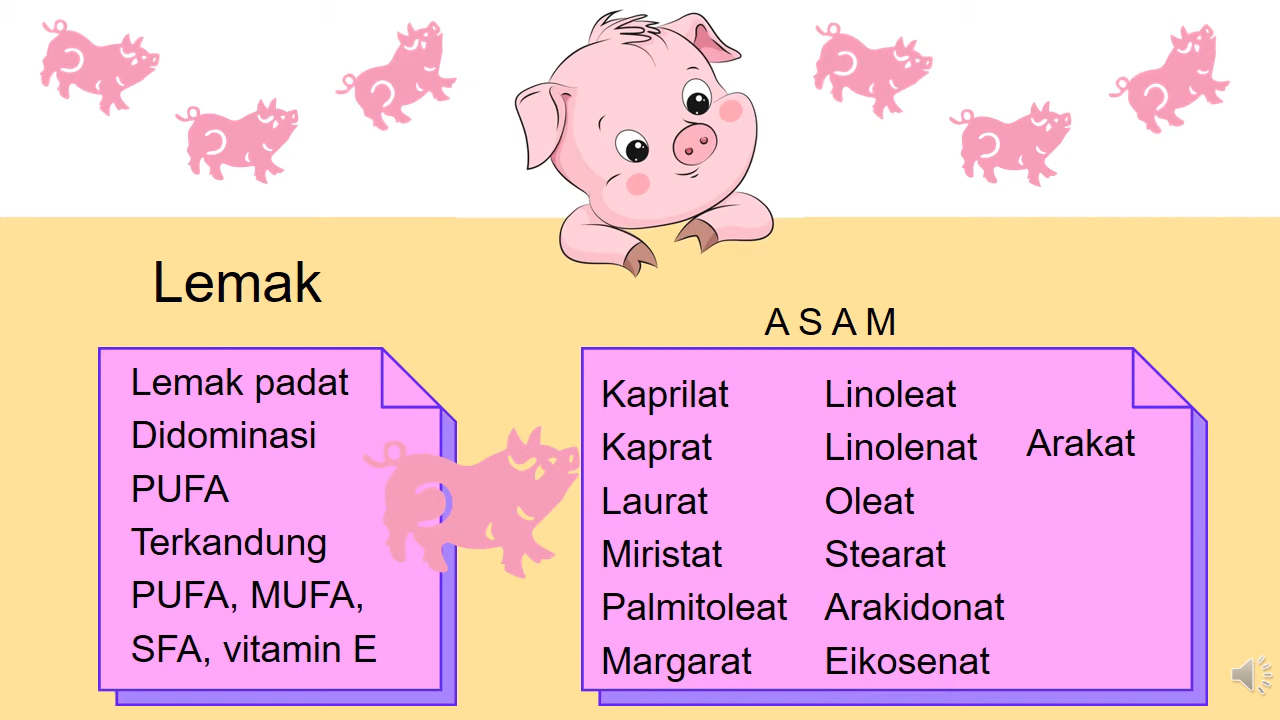 Lemak
Lemak padat
Didominasi
PUFA
Terkandung
PUFA, MUFA,
SFA, vitamin E
A S A M
Kaprilat
Kaprat
Laurat
Miristat
Palmitoleat
Margarat
Linoleat
Linolenat
Oleat
Stearat
Arakidonat
Eikosenat
Arakat